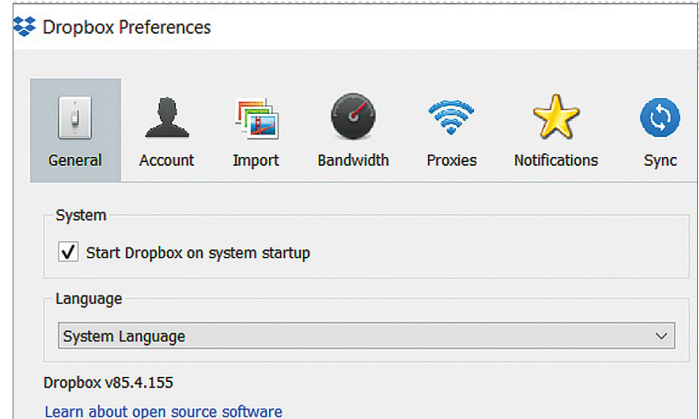 Dropbox Preferences
General Account Import Bandwidth Proxies Notifications Sync
System
Start Dropbox on system startup
Language
System Language
Dropbox v85.4.155
Learn about open source software